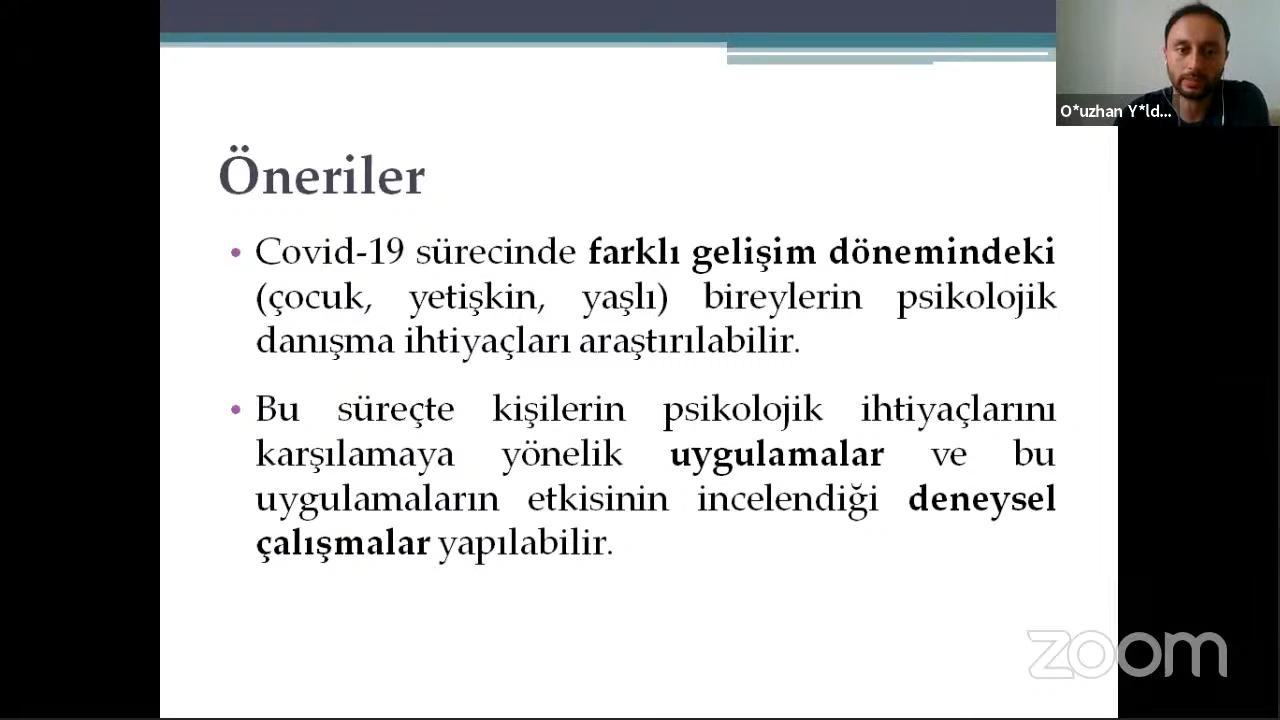 O*uzhan Y*ld...
Öneriler
• Covid-19 sürecinde farklı gelişim dönemindeki
(çocuk, yetişkin, yaşlı) bireylerin psikolojik
danışma ihtiyaçları araştırılabilir.
• Bu süreçte kişilerin psikolojik ihtiyaçlarını
karşılamaya yönelik uygulamalar ve bu
uygulamaların etkisinin incelendiği deneysel
çalışmalar yapılabilir.
zoom